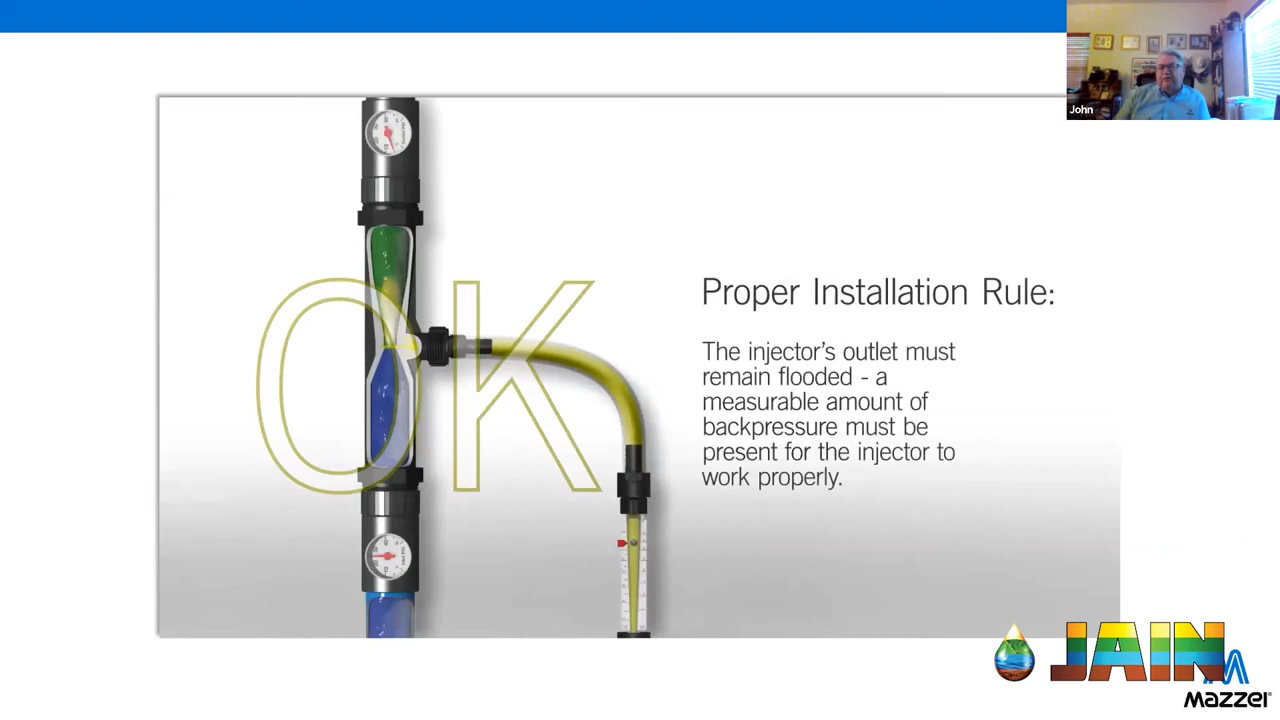 John
OK
Proper Installation Rule:
The injector's outlet must
remain flooded - a
measurable amount of
backpressure must be
present for the injector to
work properly.
JAIN
Mazzei